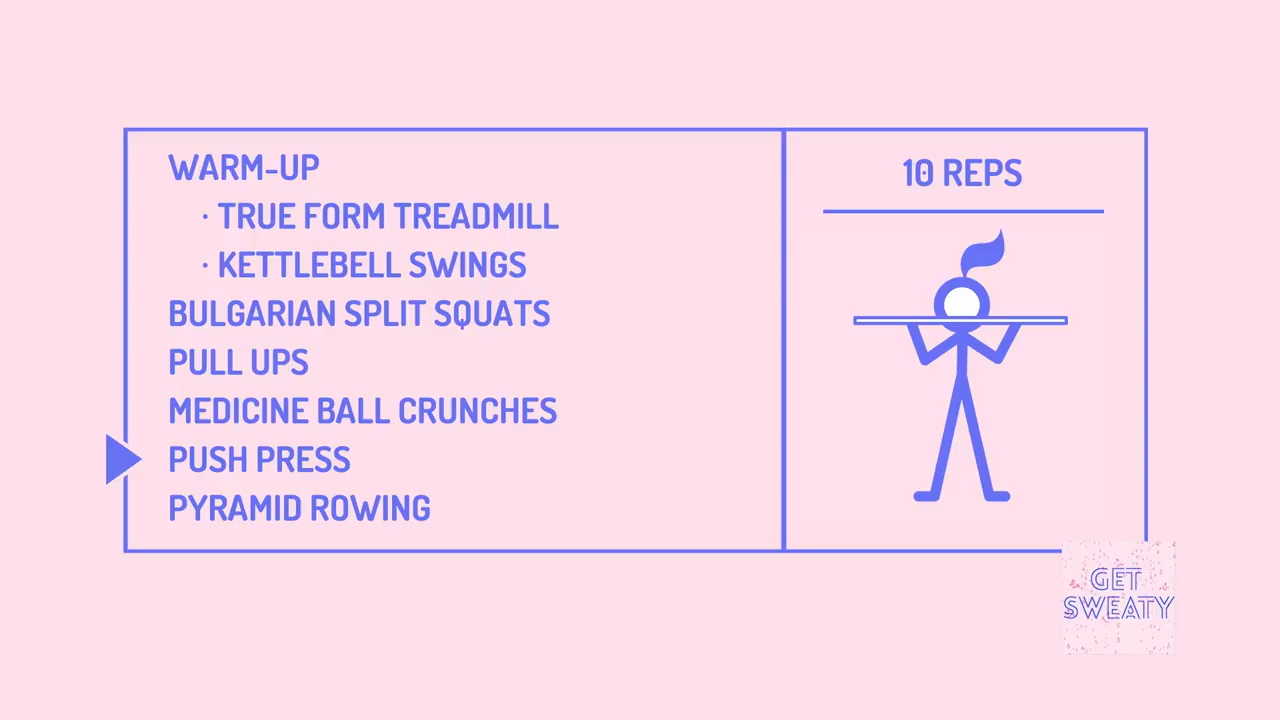 WARM-UP
· TRUE FORM TREADMILL
· KETTLEBELL SWINGS
BULGARIAN SPLIT SQUATS
PULL UPS
MEDICINE BALL CRUNCHES
PUSH PRESS
PYRAMID ROWING
10 REPS
GET
SWEATY